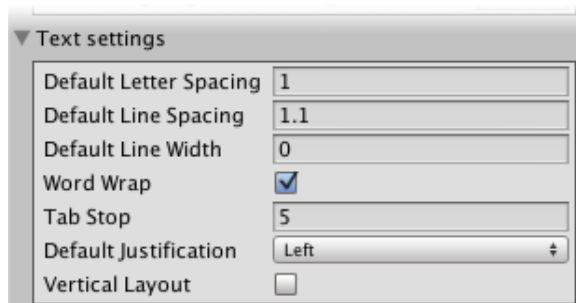 Text settings
Default Letter Spacing 1
Default Line Spacing 1.1
Default Line Width 0
Word Wrap
Tab Stop 5
Default Justification Left
Vertical Layout